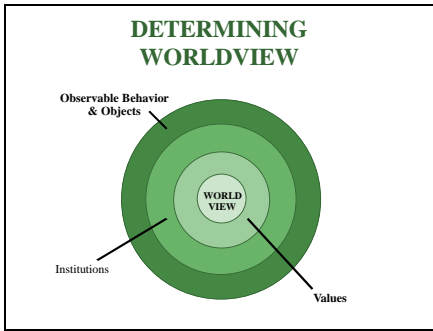 DETERMINING
WORLDVIEW
Observable Behavior
& Objects
WORLD
VIEW
Institutions
Values